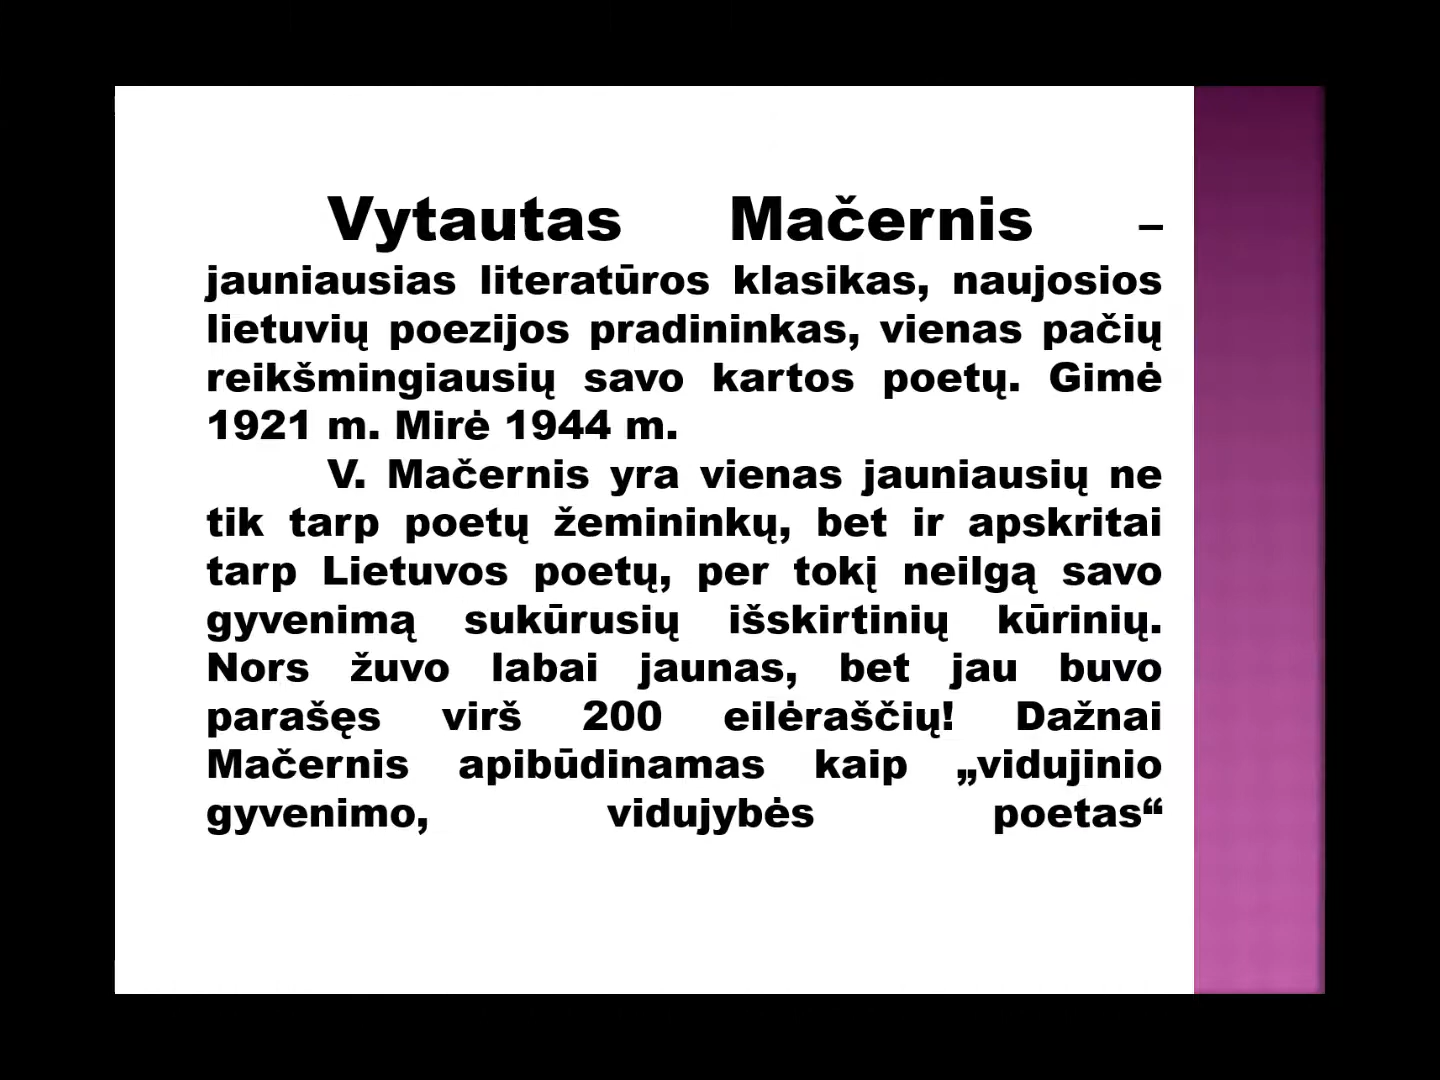 Vytautas Mačernis –
jauniausias literatūros klasikas, naujosios
lietuvių poezijos pradininkas, vienas pačių
reikšmingiausių savo kartos poetų. Gimė
1921 m. Mirė 1944 m.
V. Mačernis yra vienas jauniausių ne
tik tarp poetų žemininkų, bet ir apskritai
tarp Lietuvos poetų, per tokį neilgą savo
gyvenimą sukūrusių išskirtinių kūrinių.
Nors žuvo labai jaunas, bet jau buvo
parašęs virš 200 eilėraščių! Dažnai
Mačernis apibūdinamas kaip „vidujinio
gyvenimo, vidujybės poetas“